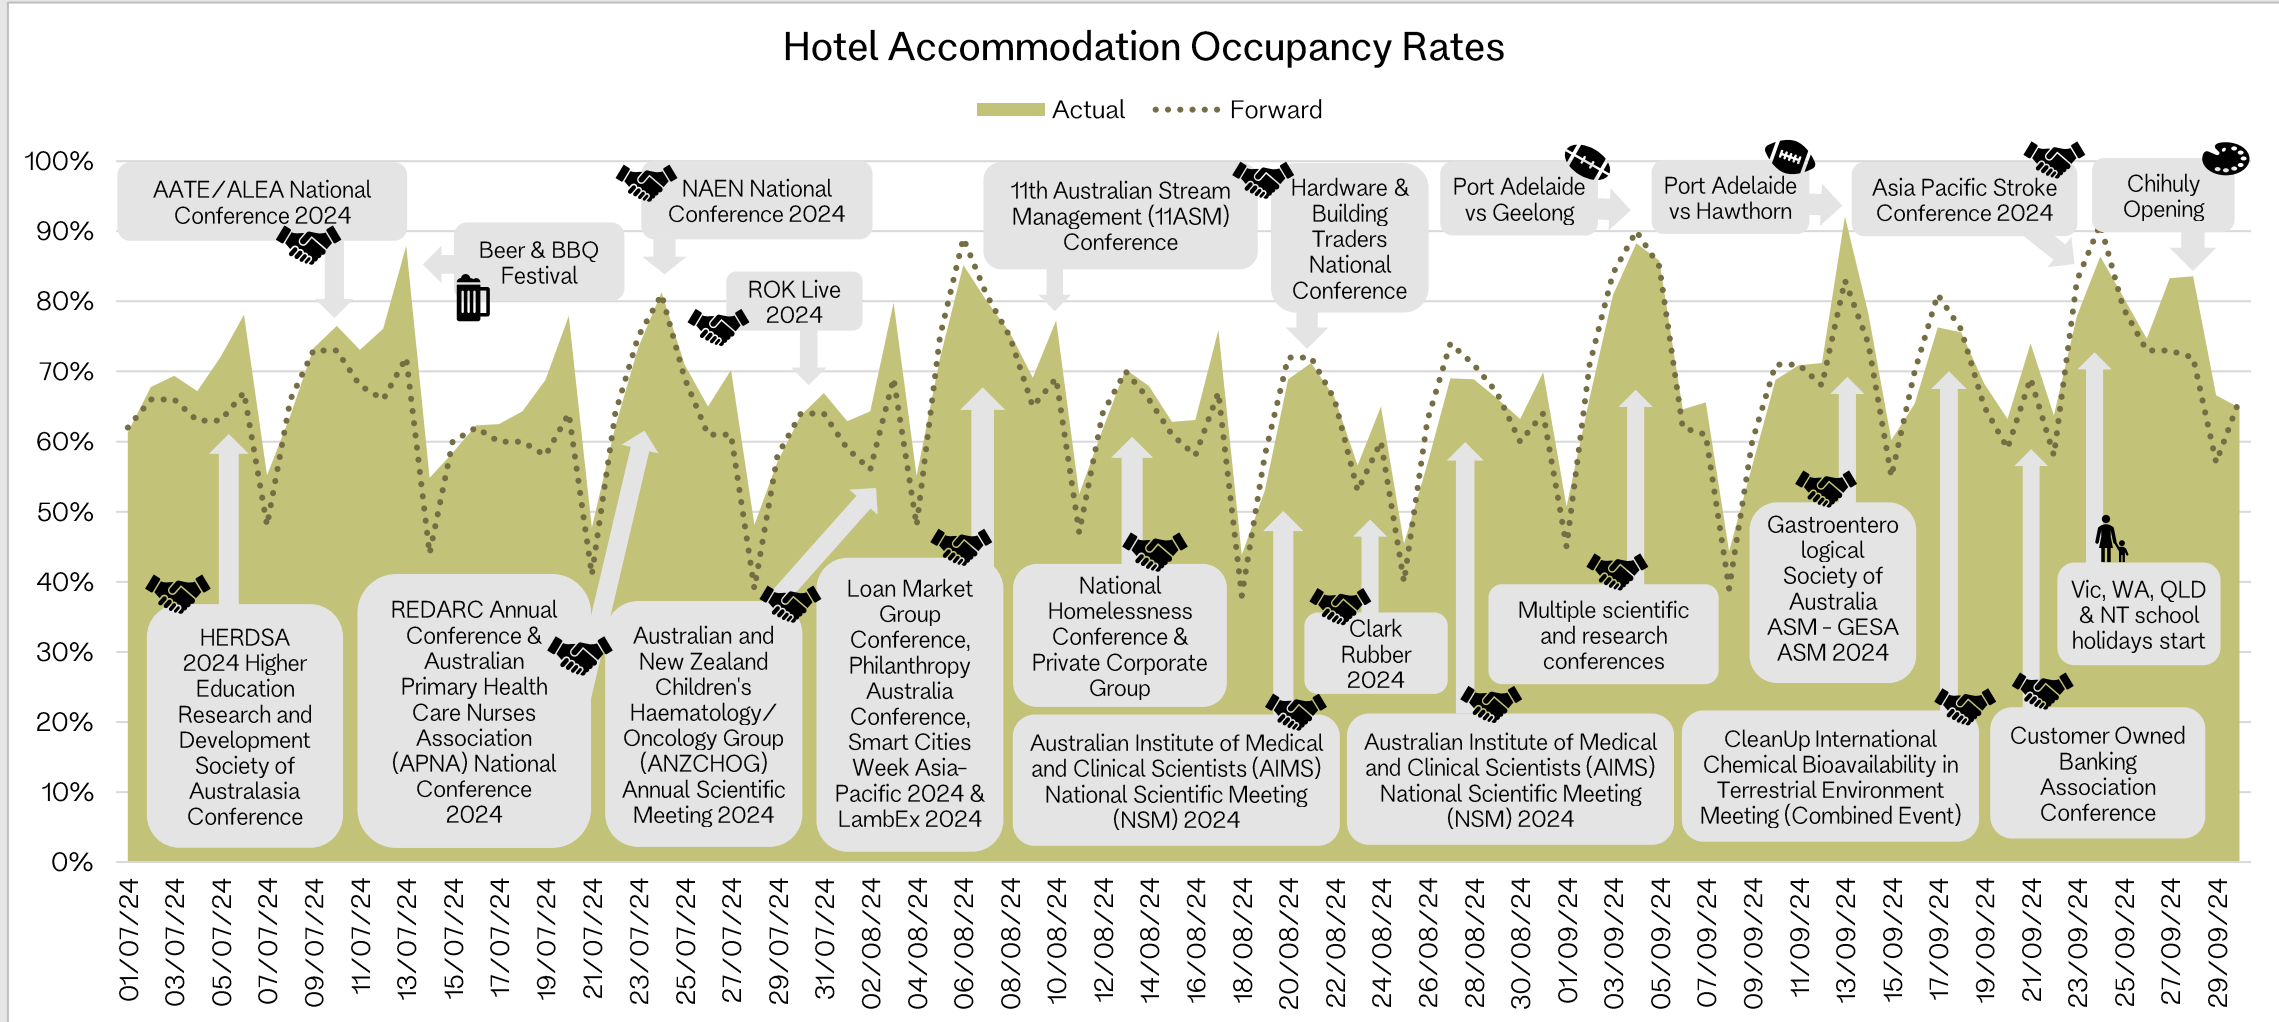 Hotel Accommodation Occupancy Rates
Actual
Forward
100%
90%
80%
70%
60%
50%
40%
30%
20%
10%
0%
AATE/ALEA National
Conference 2024
Beer & BBQ
Festival
NAEN National
Conference 2024
ROK Live
2024
11th Australian Stream
Management (11ASM)
Conference
Hardware &
Building
Traders
National
Conference
Port Adelaide
vs Geelong
Port Adelaide
vs Hawthorn
Asia Pacific Stroke
Conference 2024
Chihuly
Opening
HERDSA
2024 Higher
Education
Research and
Development
Society of
Australasia
Conference
REDARC Annual
Conference &
Australian
Primary Health
Care Nurses
Association
(APNA) National
Conference
2024
Australian and
New Zealand
Children's
Haematology/
Oncology Group
(ANZCHOG)
Annual Scientific
Meeting 2024
Loan Market
Group
Conference,
Philanthropy
Australia
Conference,
Smart Cities
Week Asia-
Pacific 2024 &
LambEx 2024
National
Homelessness
Conference &
Private Corporate
Group
Australian Institute of Medical
and Clinical Scientists (AIMS)
National Scientific Meeting
(NSM) 2024
Clark
Rubber
2024
Australian Institute of Medical
and Clinical Scientists (AIMS)
National Scientific Meeting
(NSM) 2024
Multiple scientific
and research
conferences
Gastroentero
logical
Society of
Australia
ASM - GESA
ASM 2024
CleanUp International
Chemical Bioavailability in
Terrestrial Environment
Meeting (Combined Event)
Customer Owned
Banking
Association
Conference
Vic, WA, QLD
& NT school
holidays start
01/07/24
03/07/24
05/07/24
07/07/24
09/07/24
11/07/24
13/07/24
15/07/24
17/07/24
19/07/24
21/07/24
23/07/24
25/07/24
27/07/24
29/07/24
31/07/24
02/08/24
04/08/24
06/08/24
08/08/24
10/08/24
12/08/24
14/08/24
16/08/24
18/08/24
20/08/24
22/08/24
24/08/24
26/08/24
28/08/24
30/08/24
01/09/24
03/09/24
05/09/24
07/09/24
09/09/24
11/09/24
13/09/24
15/09/24
17/09/24
19/09/24
21/09/24
23/09/24
25/09/24
27/09/24
29/09/24